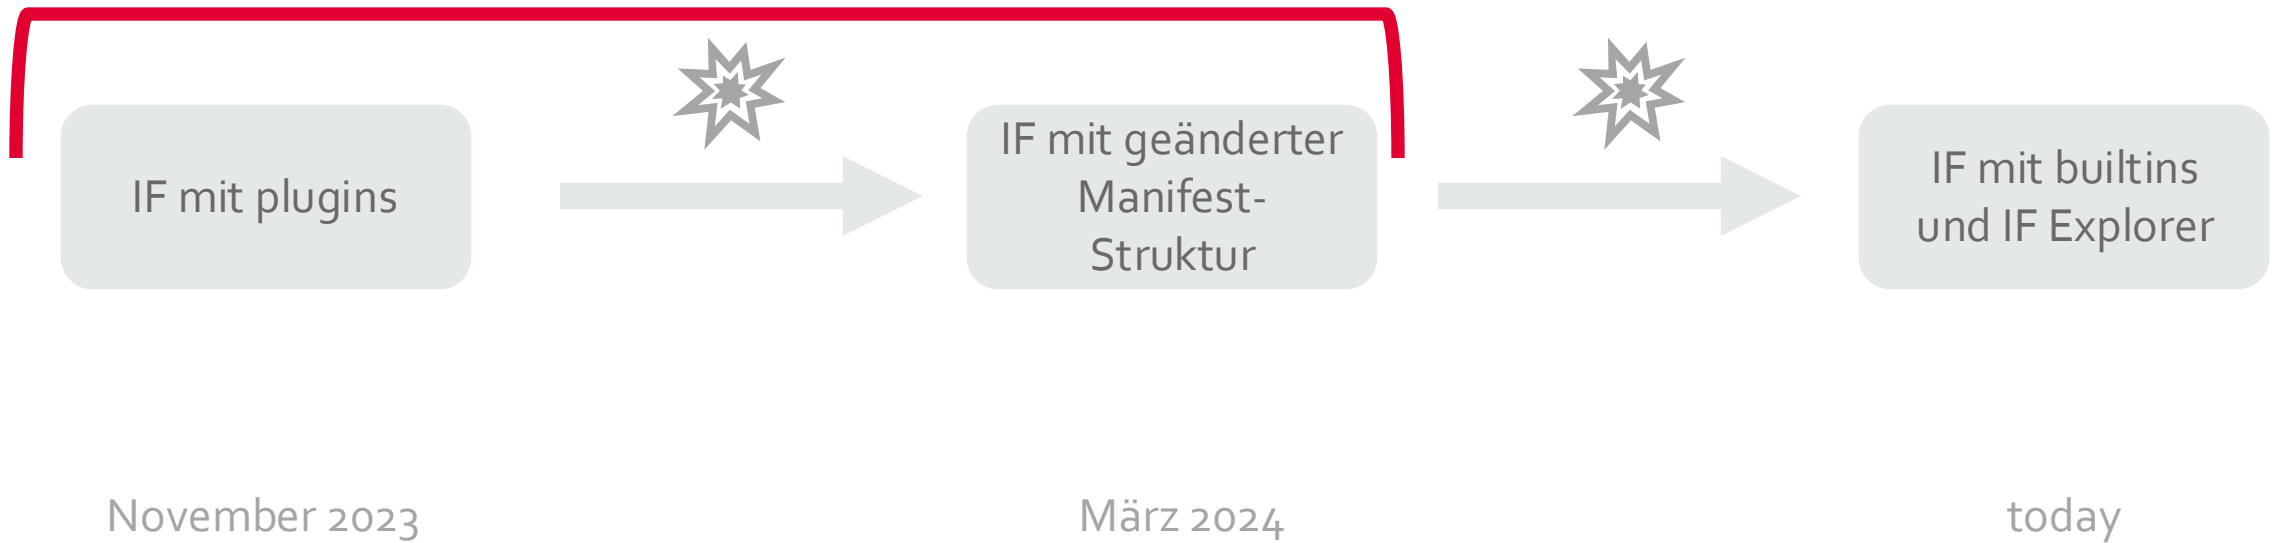 IF mit plugins
IF mit geänderter
Manifest-
Struktur
IF mit builtins
und IF Explorer
November 2023
März 2024
today